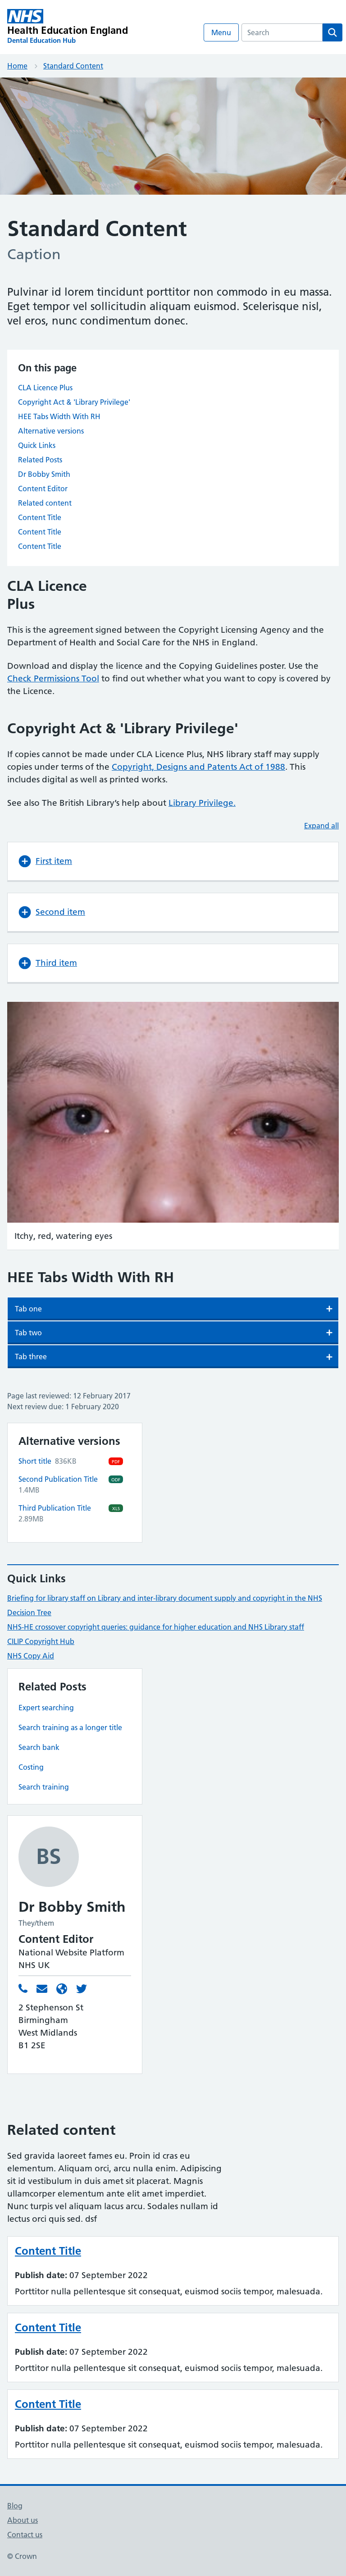 NHS
Health Education England
Dental Education Hub
Menu
Search
Home
Standard Content
Standard Content
Caption
Pulvinar id lorem tincidunt porttitor non commodo in eu massa.
Eget tempor vel sollicitudin aliquam euismod. Scelerisque nisl,
vel eros, nunc condimentum donec.
On this page
CLA Licence Plus
Copyright Act & 'Library Privilege'
HEE Tabs Width With RH
Alternative versions
Quick Links
Related Posts
Dr Bobby Smith
Content Editor
Related content
Content Title
Content Title
Content Title
CLA Licence
Plus
This is the agreement signed between the Copyright Licensing Agency and the
Department of Health and Social Care for the NHS in England.
Download and display the licence and the Copying Guidelines poster. Use the
Check Permissions Tool to find out whether what you want to copy is covered by
the Licence.
Copyright Act & 'Library Privilege'
If copies cannot be made under CLA Licence Plus, NHS library staff may supply
copies under terms of the Copyright, Designs and Patents Act of 1988. This
includes digital as well as printed works.
See also The British Library's help about Library Privilege.
Expand all
First item
Second item
Third item
Itchy, red, watering eyes
HEE Tabs Width With RH
Tab one
Tab two
Tab three
Page last reviewed: 12 February 2017
Next review due: 1 February 2020
Alternative versions
Short title 836KB PDF
Second Publication Title ODF
1.4MB
Third Publication Title XLS
2.89MB
Quick Links
Briefing for library staff on Library and inter-library document supply and copyright in the NHS
Decision Tree
NHS-HE crossover copyright queries: guidance for higher education and NHS Library staff
CILIP Copyright Hub
NHS Copy Aid
Related Posts
Expert searching
Search training as a longer title
Search bank
Costing
Search training
BS
Dr Bobby Smith
They/them
Content Editor
National Website Platform
NHS UK
2 Stephenson St
Birmingham
West Midlands
B1 2SE
Related content
Sed gravida laoreet fames eu. Proin id cras eu
elementum. Aliquam orci, arcu nulla enim. Adipiscing
sit id vestibulum in duis amet sit placerat. Magnis
ullamcorper elementum ante elit amet imperdiet.
Nunc turpis vel aliquam lacus arcu. Sodales nullam id
lectus orci quis sed. dsf
Content Title
Publish date: 07 September 2022
Porttitor nulla pellentesque sit consequat, euismod sociis tempor, malesuada.
Content Title
Publish date: 07 September 2022
Porttitor nulla pellentesque sit consequat, euismod sociis tempor, malesuada.
Content Title
Publish date: 07 September 2022
Porttitor nulla pellentesque sit consequat, euismod sociis tempor, malesuada.
Blog
About us
Contact us
© Crown